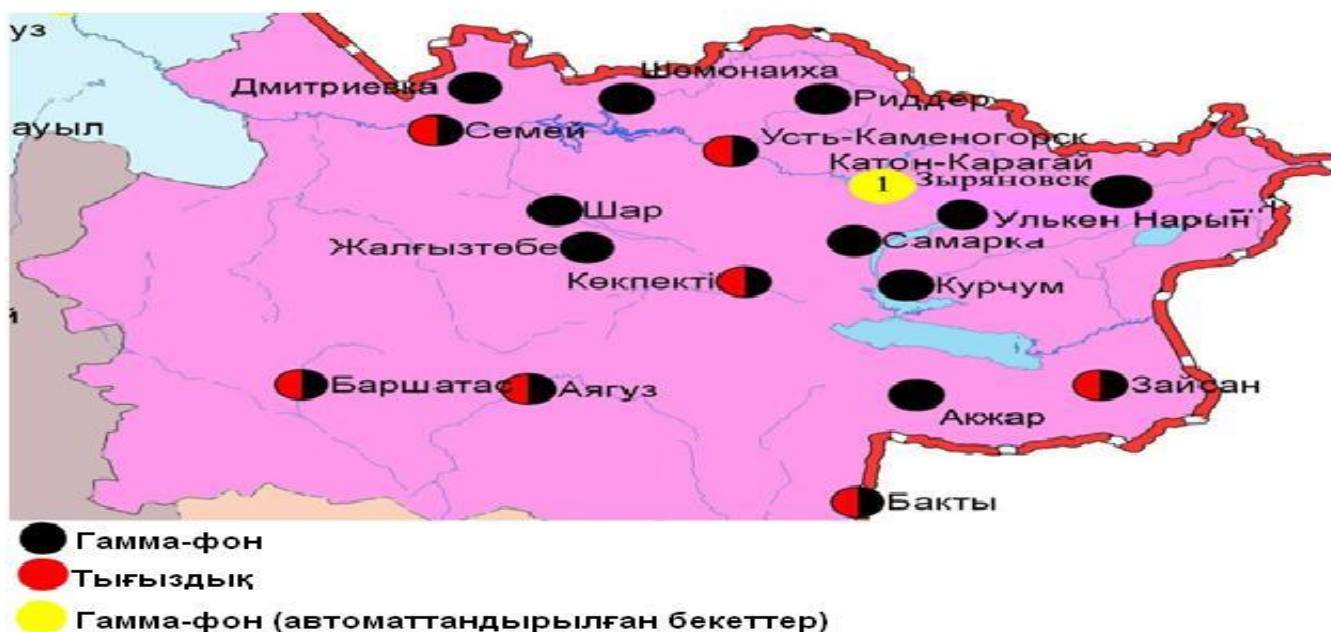 уз
Шемонаиха
Дмитриевка
Риддер
ауыл
Семей
Усть-Каменогорск
Катон-Карагай
1
Зыряновск
Шар
Улькен Нарын
Жалғызтөбе
Самарка
Көкпекті
Курчум
й
Баршатас
Аягуз
Зайсан
Акжар
Бакты
Гамма-фон
Тығыздық
Гамма-фон (автоматтандырылған бекеттер)